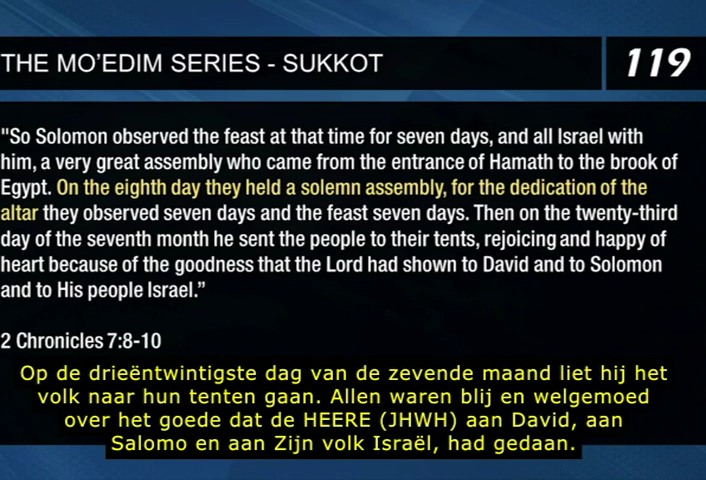 THE MO'EDIM SERIES - SUKKOT
119
"So Solomon observed the feast at that time for seven days, and all Israel with
him, a very great assembly who came from the entrance of Hamath to the brook of
Egypt. On the eighth day they held a solemn assembly, for the dedication of the
altar they observed seven days and the feast seven days. Then on the twenty-third
day of the seventh month he sent the people to their tents, rejoicing and happy of
heart because of the goodness that the Lord had shown to David and to Solomon
and to His people Israel.”
2 Chronicles 7:8-10
Op de drieëntwintigste dag van de zevende maand liet hij het
volk naar hun tenten gaan. Allen waren blij en welgemoed
over het goede dat de HEERE (JHWH) aan David, aan
Salomo en aan Zijn volk Israël, had gedaan.